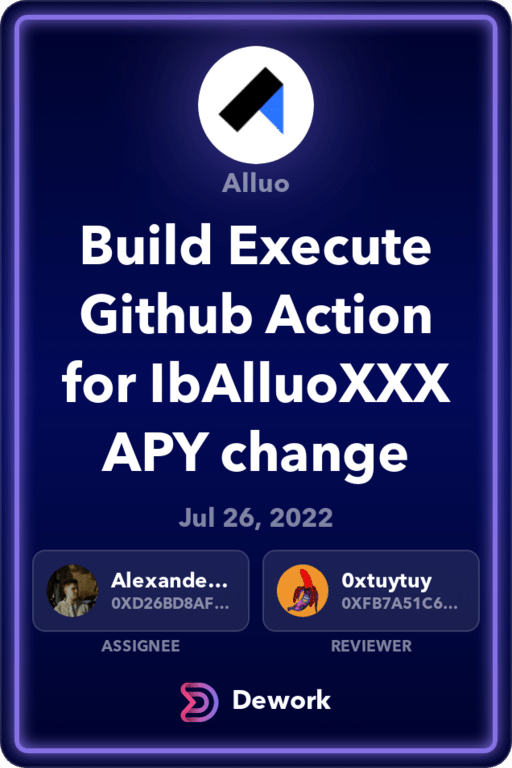 Alluo
Build Execute
Github Action
for IbAlluoXXX
APY change
Jul 26, 2022
Alexande...
0XD26BD8AF...
0xtuytuy
0XFB7A51C6...
ASSIGNEE
REVIEWER
Dework